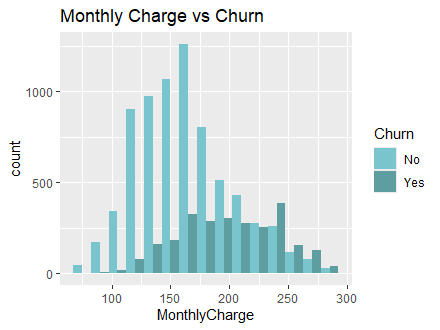 Monthly Charge vs Churn
count
1000
500
0
100
150
200
250
300
MonthlyCharge
Churn
No
Yes